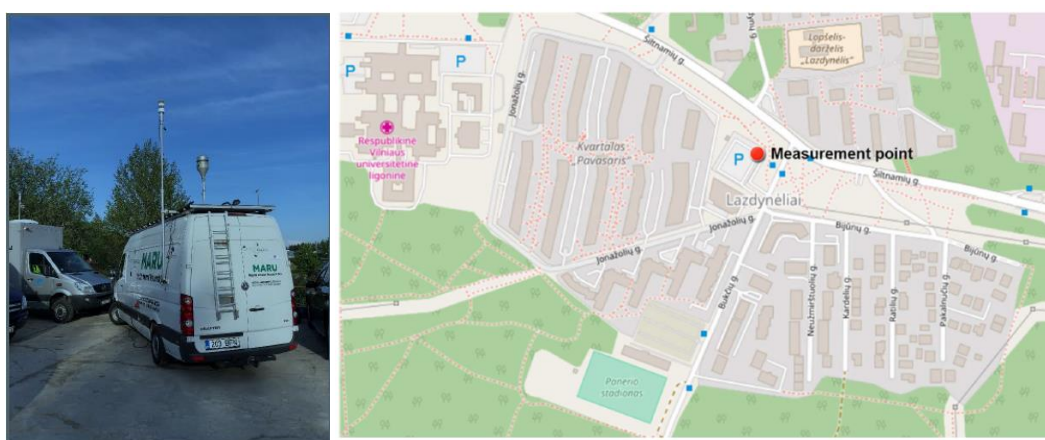 MARU
MARU
Šiltnamių g.
Lopšelis-
darželis
„Lazdynėlis“
P
P
Jonažolių g.
Respublikinė
Vilniaus
universitetinė
ligoninė
Kvartalas
„Pavasaris“
P
Measurement point
Šiltnamių g.
Lazdynėliai
Jonažolių g.
Jonažolių g.
Bijūnų g.
Bijūnų g.
Bukčių g.
Neužmirštuolių g.
Kardelių g.
Ratilių g.
Pakalnučių g.
Panerio
stadionas